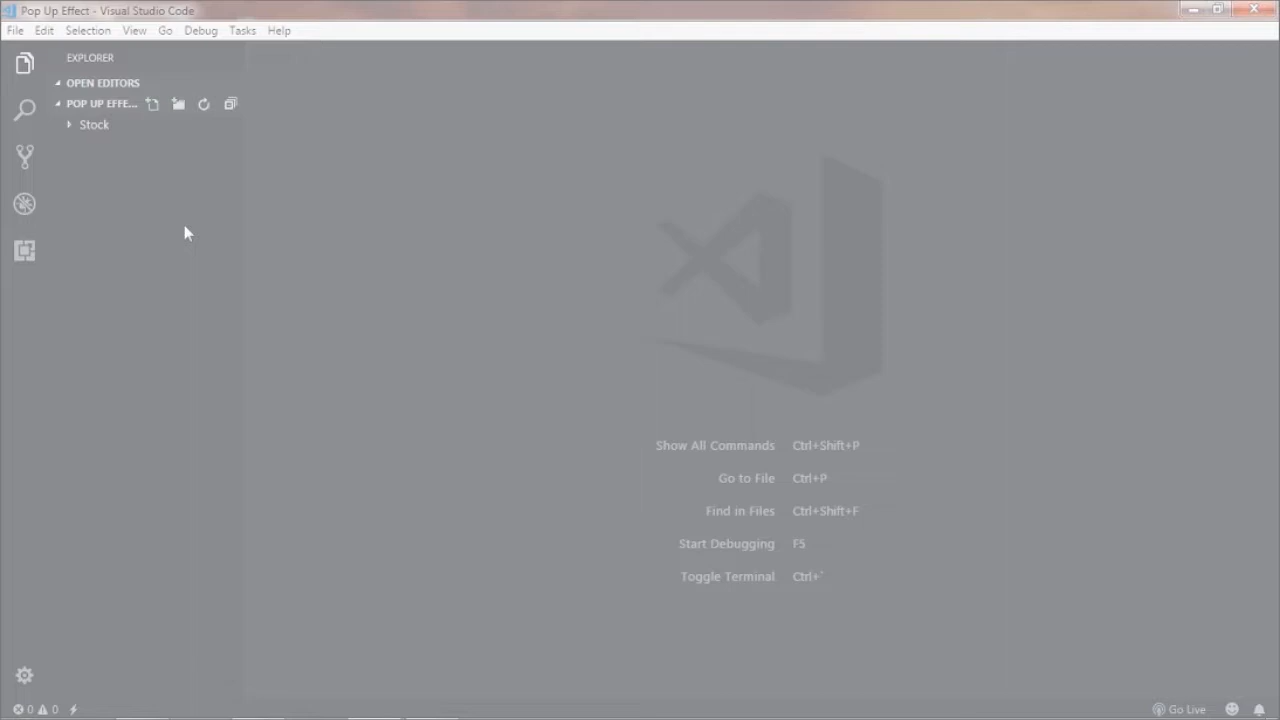 Pop Up Effect - Visual Studio Code
File Edit Selection View Go Debug Tasks Help
EXPLORER
OPEN EDITORS
POP UP EFFE...
Stock
Show All Commands Ctrl+Shift+P
Go to File Ctrl+P
Find in Files Ctrl+Shift+F
Start Debugging F5
Toggle Terminal Ctrl+`
0 0 Go Live